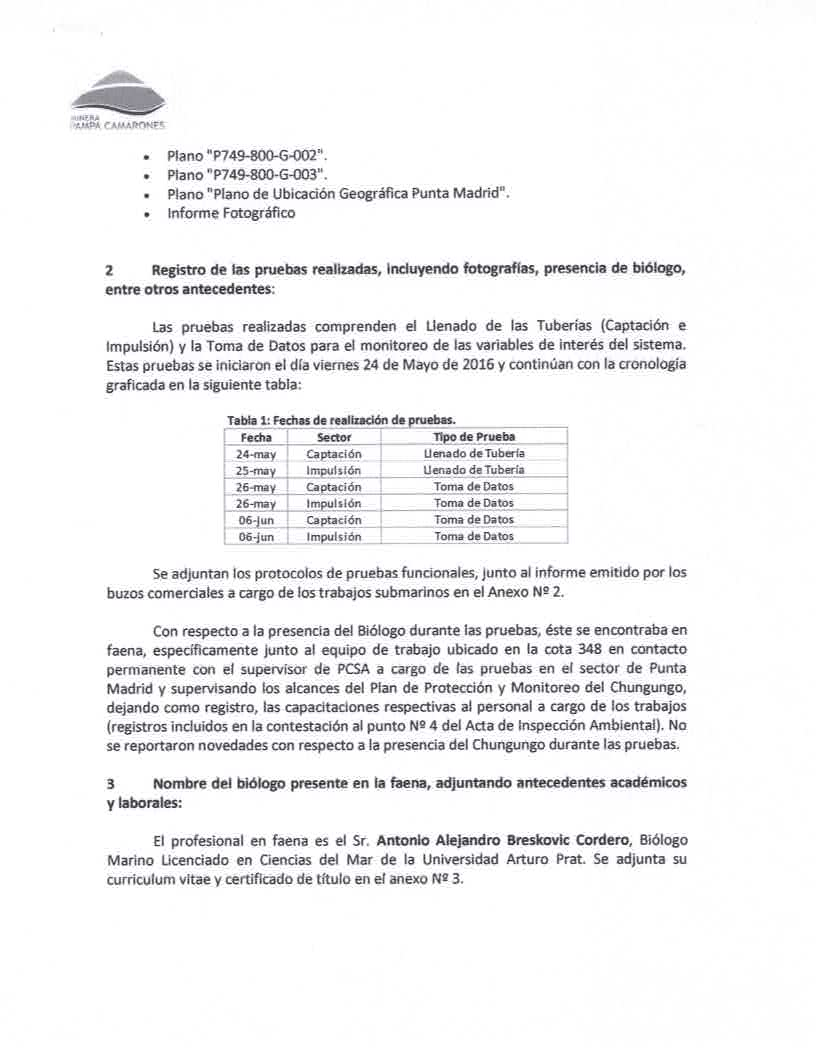 MINERA
PAMPA CAMARONES
• Plano "P749-800-G-002".
• Plano "P749-800-G-003".
• Plano "Plano de Ubicación Geográfica Punta Madrid".
• Informe Fotográfico
2 Registro de las pruebas realizadas, incluyendo fotografías, presencia de biólogo,
entre otros antecedentes:
Las pruebas realizadas comprenden el Llenado de las Tuberías (Captación e
Impulsión) y la Toma de Datos para el monitoreo de las variables de interés del sistema.
Estas pruebas se iniciaron el día viernes 24 de Mayo de 2016 y continúan con la cronología
graficada en la siguiente tabla:
Tabla 1: Fechas de realización de pruebas.
Fecha Sector Tipo de Prueba
24-may Captación Llenado de Tubería
25-may Impulsión Llenado de Tubería
26-may Captación Toma de Datos
26-may Impulsión Toma de Datos
06-jun Captación Toma de Datos
06-jun Impulsión Toma de Datos
Se adjuntan los protocolos de pruebas funcionales, junto al informe emitido por los
buzos comerciales a cargo de los trabajos submarinos en el Anexo Nº 2.
Con respecto a la presencia del Biólogo durante las pruebas, éste se encontraba en
faena, específicamente junto al equipo de trabajo ubicado en la cota 348 en contacto
permanente con el supervisor de PCSA a cargo de las pruebas en el sector de Punta
Madrid y supervisando los alcances del Plan de Protección y Monitoreo del Chungungo,
dejando como registro, las capacitaciones respectivas al personal a cargo de los trabajos
(registros incluidos en la contestación al punto Nº 4 del Acta de Inspección Ambiental). No
se reportaron novedades con respecto a la presencia del Chungungo durante las pruebas.
3 Nombre del biólogo presente en la faena, adjuntando antecedentes académicos
y laborales:
El profesional en faena es el Sr. Antonio Alejandro Breskovic Cordero, Biólogo
Marino Licenciado en Ciencias del Mar de la Universidad Arturo Prat. Se adjunta su
curriculum vitae y certificado de título en el anexo Nº 3.